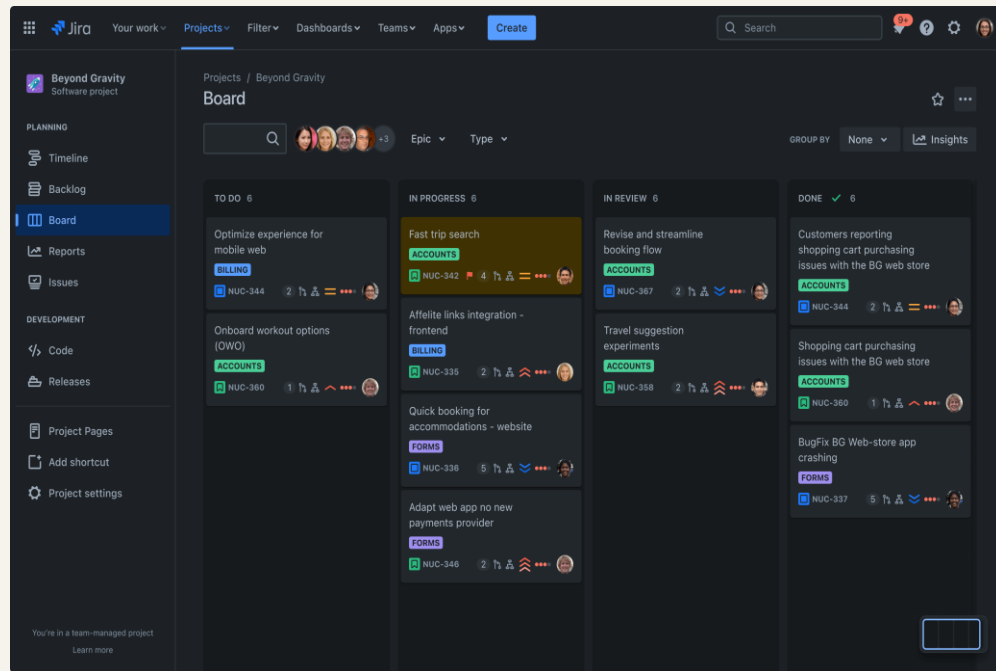 Jira
Your work
Projects
Filter
Dashboards
Teams
Apps
Create
Search
9+
Beyond Gravity
Software project
PLANNING
Timeline
Backlog
Board
Reports
Issues
DEVELOPMENT
Code
Releases
Project Pages
Add shortcut
Project settings
You're in a team-managed project
Learn more
Projects / Beyond Gravity
Board
+3
Epic
Type
GROUP BY
None
Insights
TO DO 6
Optimize experience for
mobile web
BILLING
NUC-344 2
Onboard workout options
(OWO)
ACCOUNTS
NUC-360 1
IN PROGRESS 6
Fast trip search
ACCOUNTS
NUC-342 4
Affelite links integration -
frontend
BILLING
NUC-335 2
Quick booking for
accommodations - website
FORMS
NUC-336 5
Adapt web app no new
payments provider
FORMS
NUC-346 2
IN REVIEW 6
Revise and streamline
booking flow
ACCOUNTS
NUC-367 2
Travel suggestion
experiments
ACCOUNTS
NUC-358 2
DONE 6
Customers reporting
shopping cart purchasing
issues with the BG web store
ACCOUNTS
NUC-344 2
Shopping cart purchasing
issues with the BG web store
ACCOUNTS
NUC-360 1
BugFix BG Web-store app
crashing
FORMS
NUC-337 5